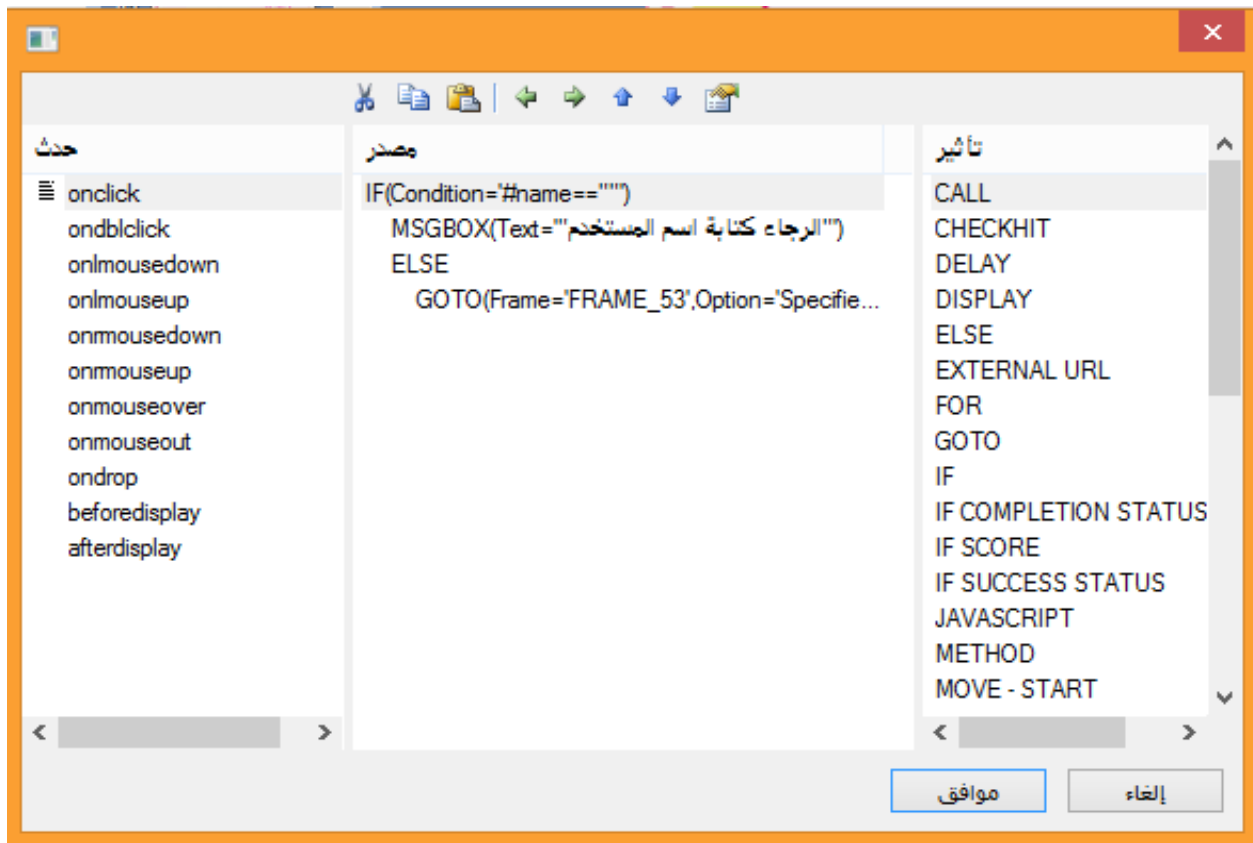 حدث
onclick
ondblclick
onlmousedown
onlmouseup
onrmousedown
onrmouseup
onmouseover
onmouseout
ondrop
beforedisplay
afterdisplay
مصدر
IF(Condition='#name==""')
MSGBOX(Text='"الرجاء كتابة اسم المستخدم"')
ELSE
GOTO(Frame='FRAME_53',Option='Specifie...
تأثير
CALL
CHECKHIT
DELAY
DISPLAY
ELSE
EXTERNAL URL
FOR
GOTO
IF
IF COMPLETION STATUS
IF SCORE
IF SUCCESS STATUS
JAVASCRIPT
METHOD
MOVE - START
موافق
إلغاء